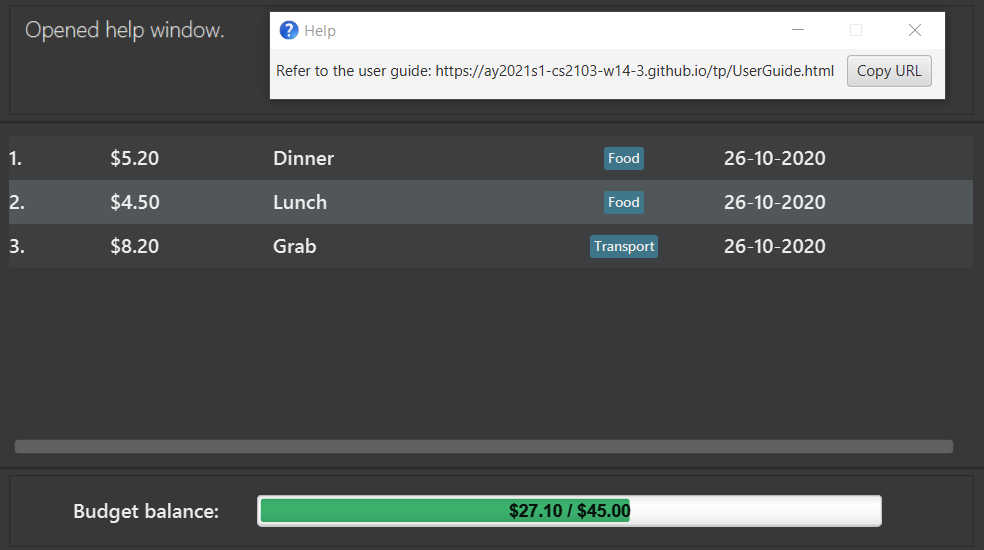 Opened help window.
Help
Refer to the user guide: https://ay2021s1-cs2103-w14-3.github.io/tp/UserGuide.html Copy URL
1. $5.20 Dinner Food 26-10-2020
2. $4.50 Lunch Food 26-10-2020
3. $8.20 Grab Transport 26-10-2020
Budget balance: $27.10 / $45.00